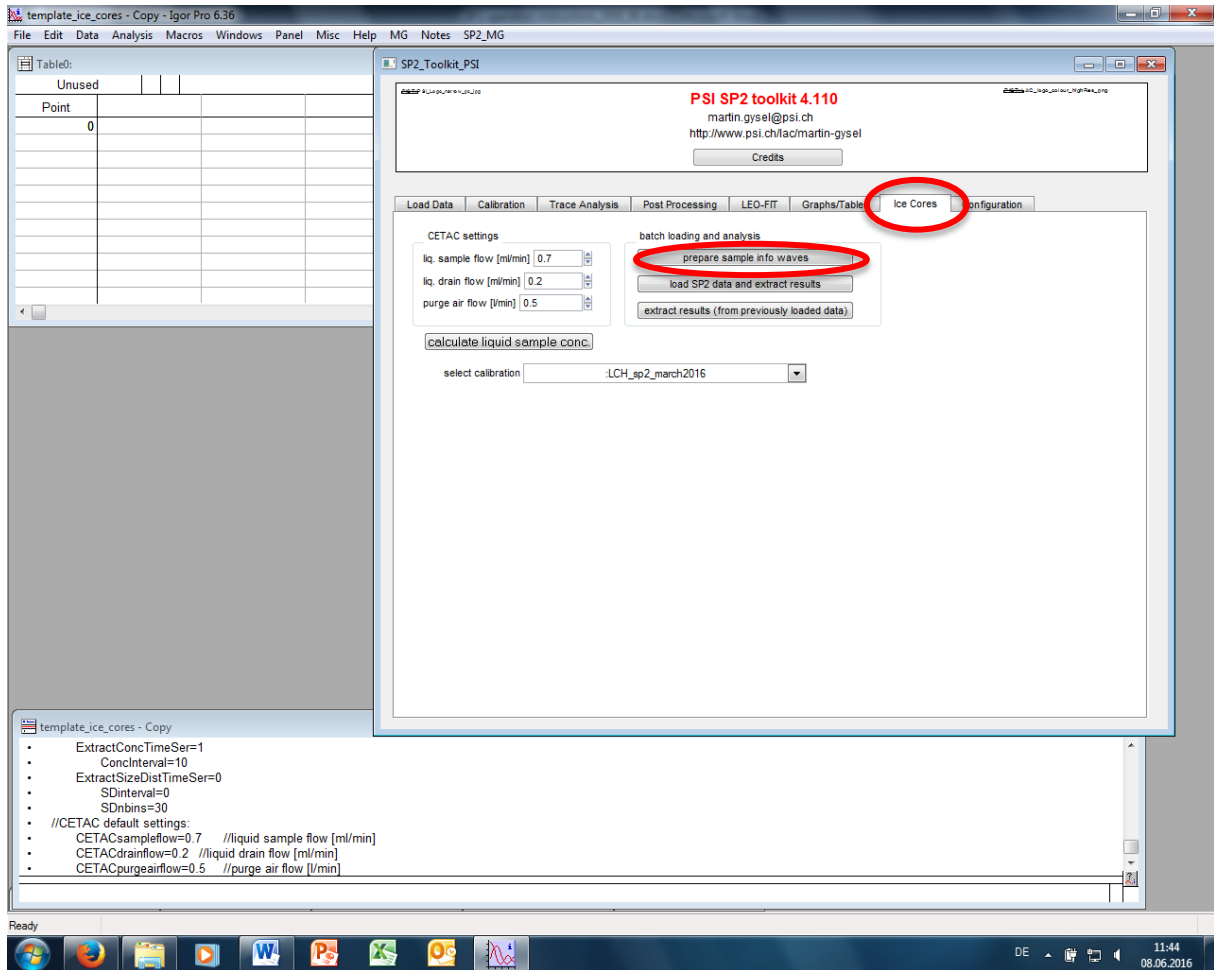 template_ice_cores - Copy - Igor Pro 6.36
File Edit Data Analysis Macros Windows Panel Misc Help MG Notes SP2_MG
Table0:
Unused
Point
0
SP2_Toolkit_PSI
PSI SP2 toolkit 4.110
martin.gysel@psi.ch
http://www.psi.ch/lac/martin-gysel
Credits
Load Data Calibration Trace Analysis Post Processing LEO-FIT Graphs/Table Ice Cores onfiguration
CETAC settings
liq. sample flow [ml/min] 0.7
liq. drain flow [ml/min] 0.2
purge air flow [l/min] 0.5
batch loading and analysis
prepare sample info waves
load SP2 data and extract results
extract results (from previously loaded data)
calculate liquid sample conc.
select calibration :LCH_sp2_march2016
template_ice_cores - Copy
• ExtractConcTimeSer=1
• ConcInterval=10
• ExtractSizeDistTimeSer=0
• SDinterval=0
• SDnbins=30
• //CETAC default settings:
• CETACsampleflow=0.7 //liquid sample flow [ml/min]
• CETACdrainflow=0.2 //liquid drain flow [ml/min]
• CETACpurgeairflow=0.5 //purge air flow [l/min]
Ready
DE
11:44
08.06.2016